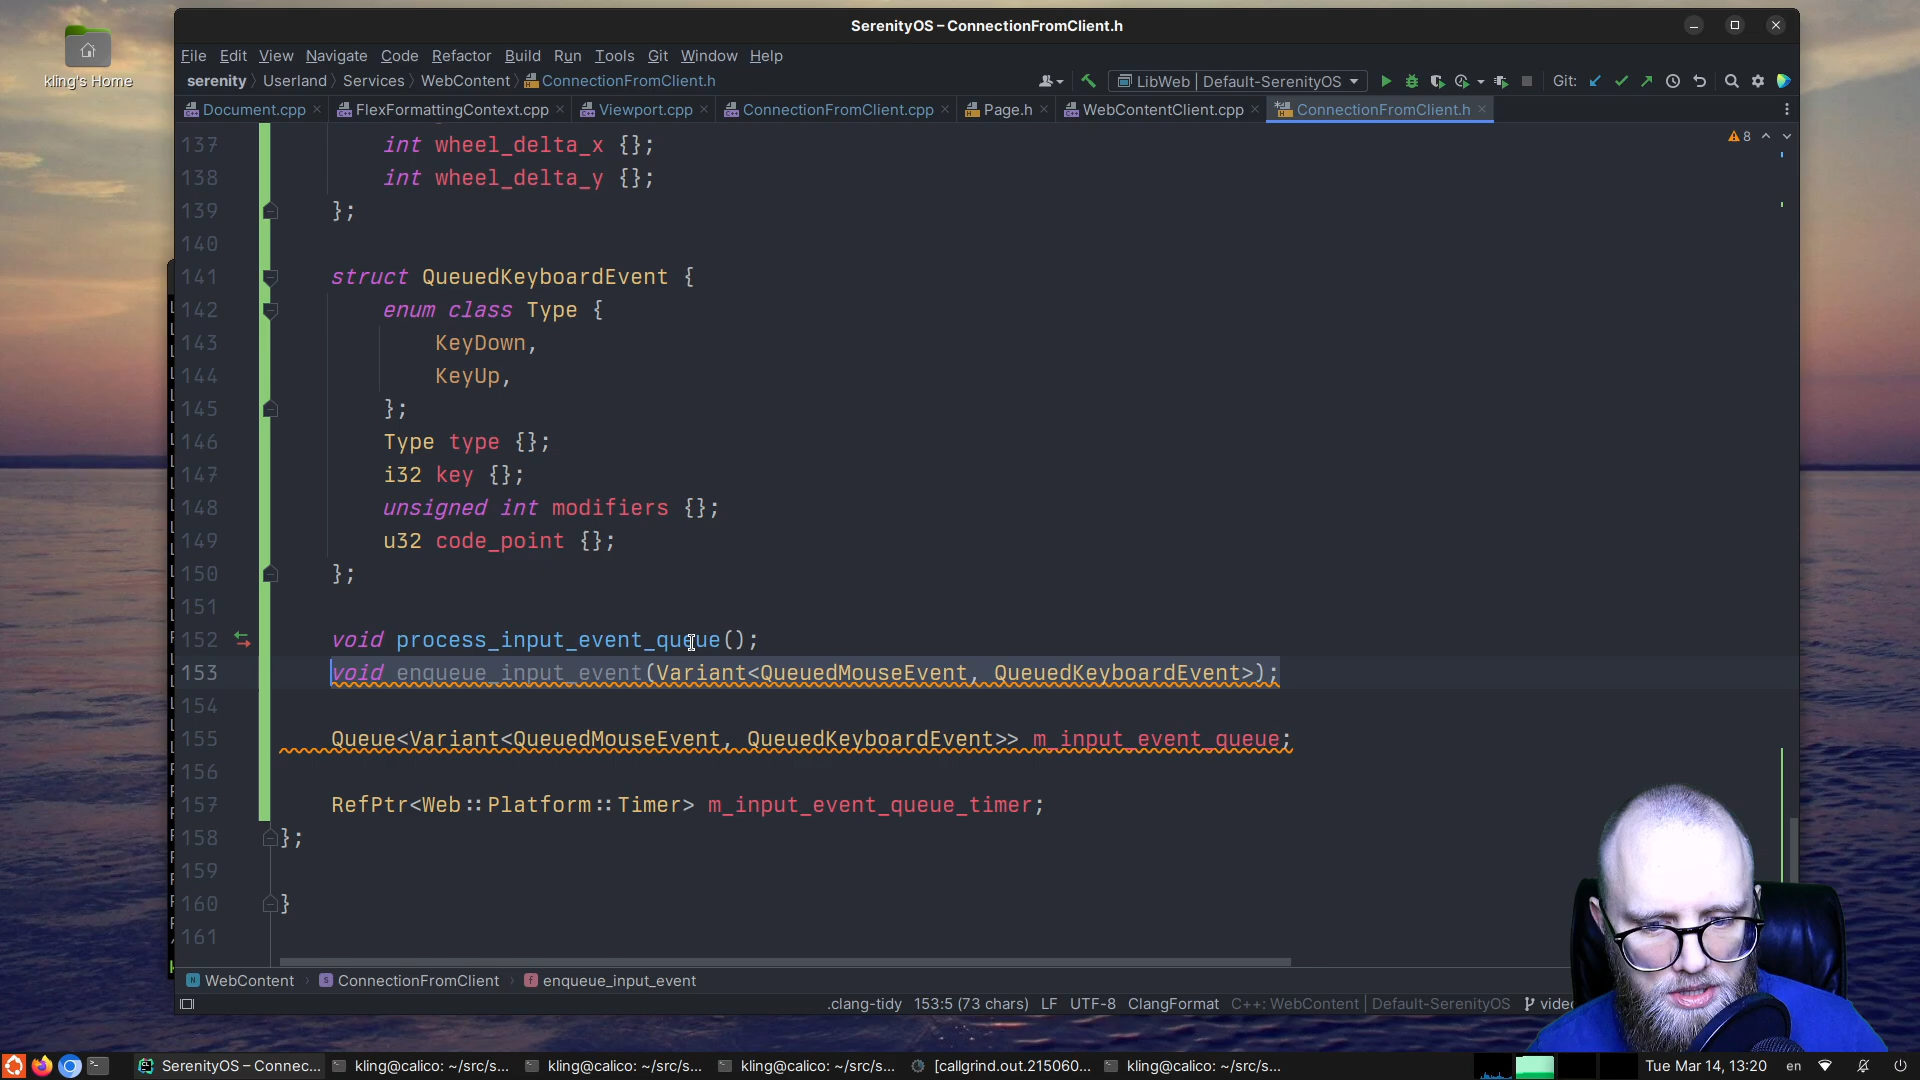 kling's Home
SerenityOS – ConnectionFromClient.h
File Edit View Navigate Code Refactor Build Run Tools Git Window Help
serenity Userland Services WebContent ConnectionFromClient.h
LibWeb | Default-SerenityOS
Git:
Document.cpp FlexFormattingContext.cpp Viewport.cpp ConnectionFromClient.cpp Page.h WebContentClient.cpp ConnectionFromClient.h
8
137 int wheel_delta_x {};
138 int wheel_delta_y {};
139 };
140
141 struct QueuedKeyboardEvent {
142 enum class Type {
143 KeyDown,
144 KeyUp,
145 };
146 Type type {};
147 i32 key {};
148 unsigned int modifiers {};
149 u32 code_point {};
150 };
151
152 void process_input_event_queue();
153 void enqueue_input_event(Variant<QueuedMouseEvent, QueuedKeyboardEvent>);
154
155 Queue<Variant<QueuedMouseEvent, QueuedKeyboardEvent>> m_input_event_queue;
156
157 RefPtr<Web::Platform::Timer> m_input_event_queue_timer;
158 };
159
160 }
161
WebContent ConnectionFromClient enqueue_input_event
.clang-tidy 153:5 (73 chars) LF UTF-8 ClangFormat C++: WebContent | Default-SerenityOS
SerenityOS – Connec... kling@calico: ~/src/s... kling@calico: ~/src/s... kling@calico: ~/src/s... [callgrind.out.215060... kling@calico: ~/src/s... Tue Mar 14, 13:20 en